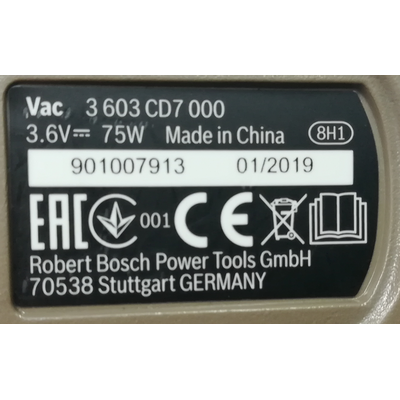 Vac 3 603 CD7 000
3.6V⎓ 75W Made in China 8H1
901007913 01/2019
EAC 001 CE
Robert Bosch Power Tools GmbH
70538 Stuttgart GERMANY